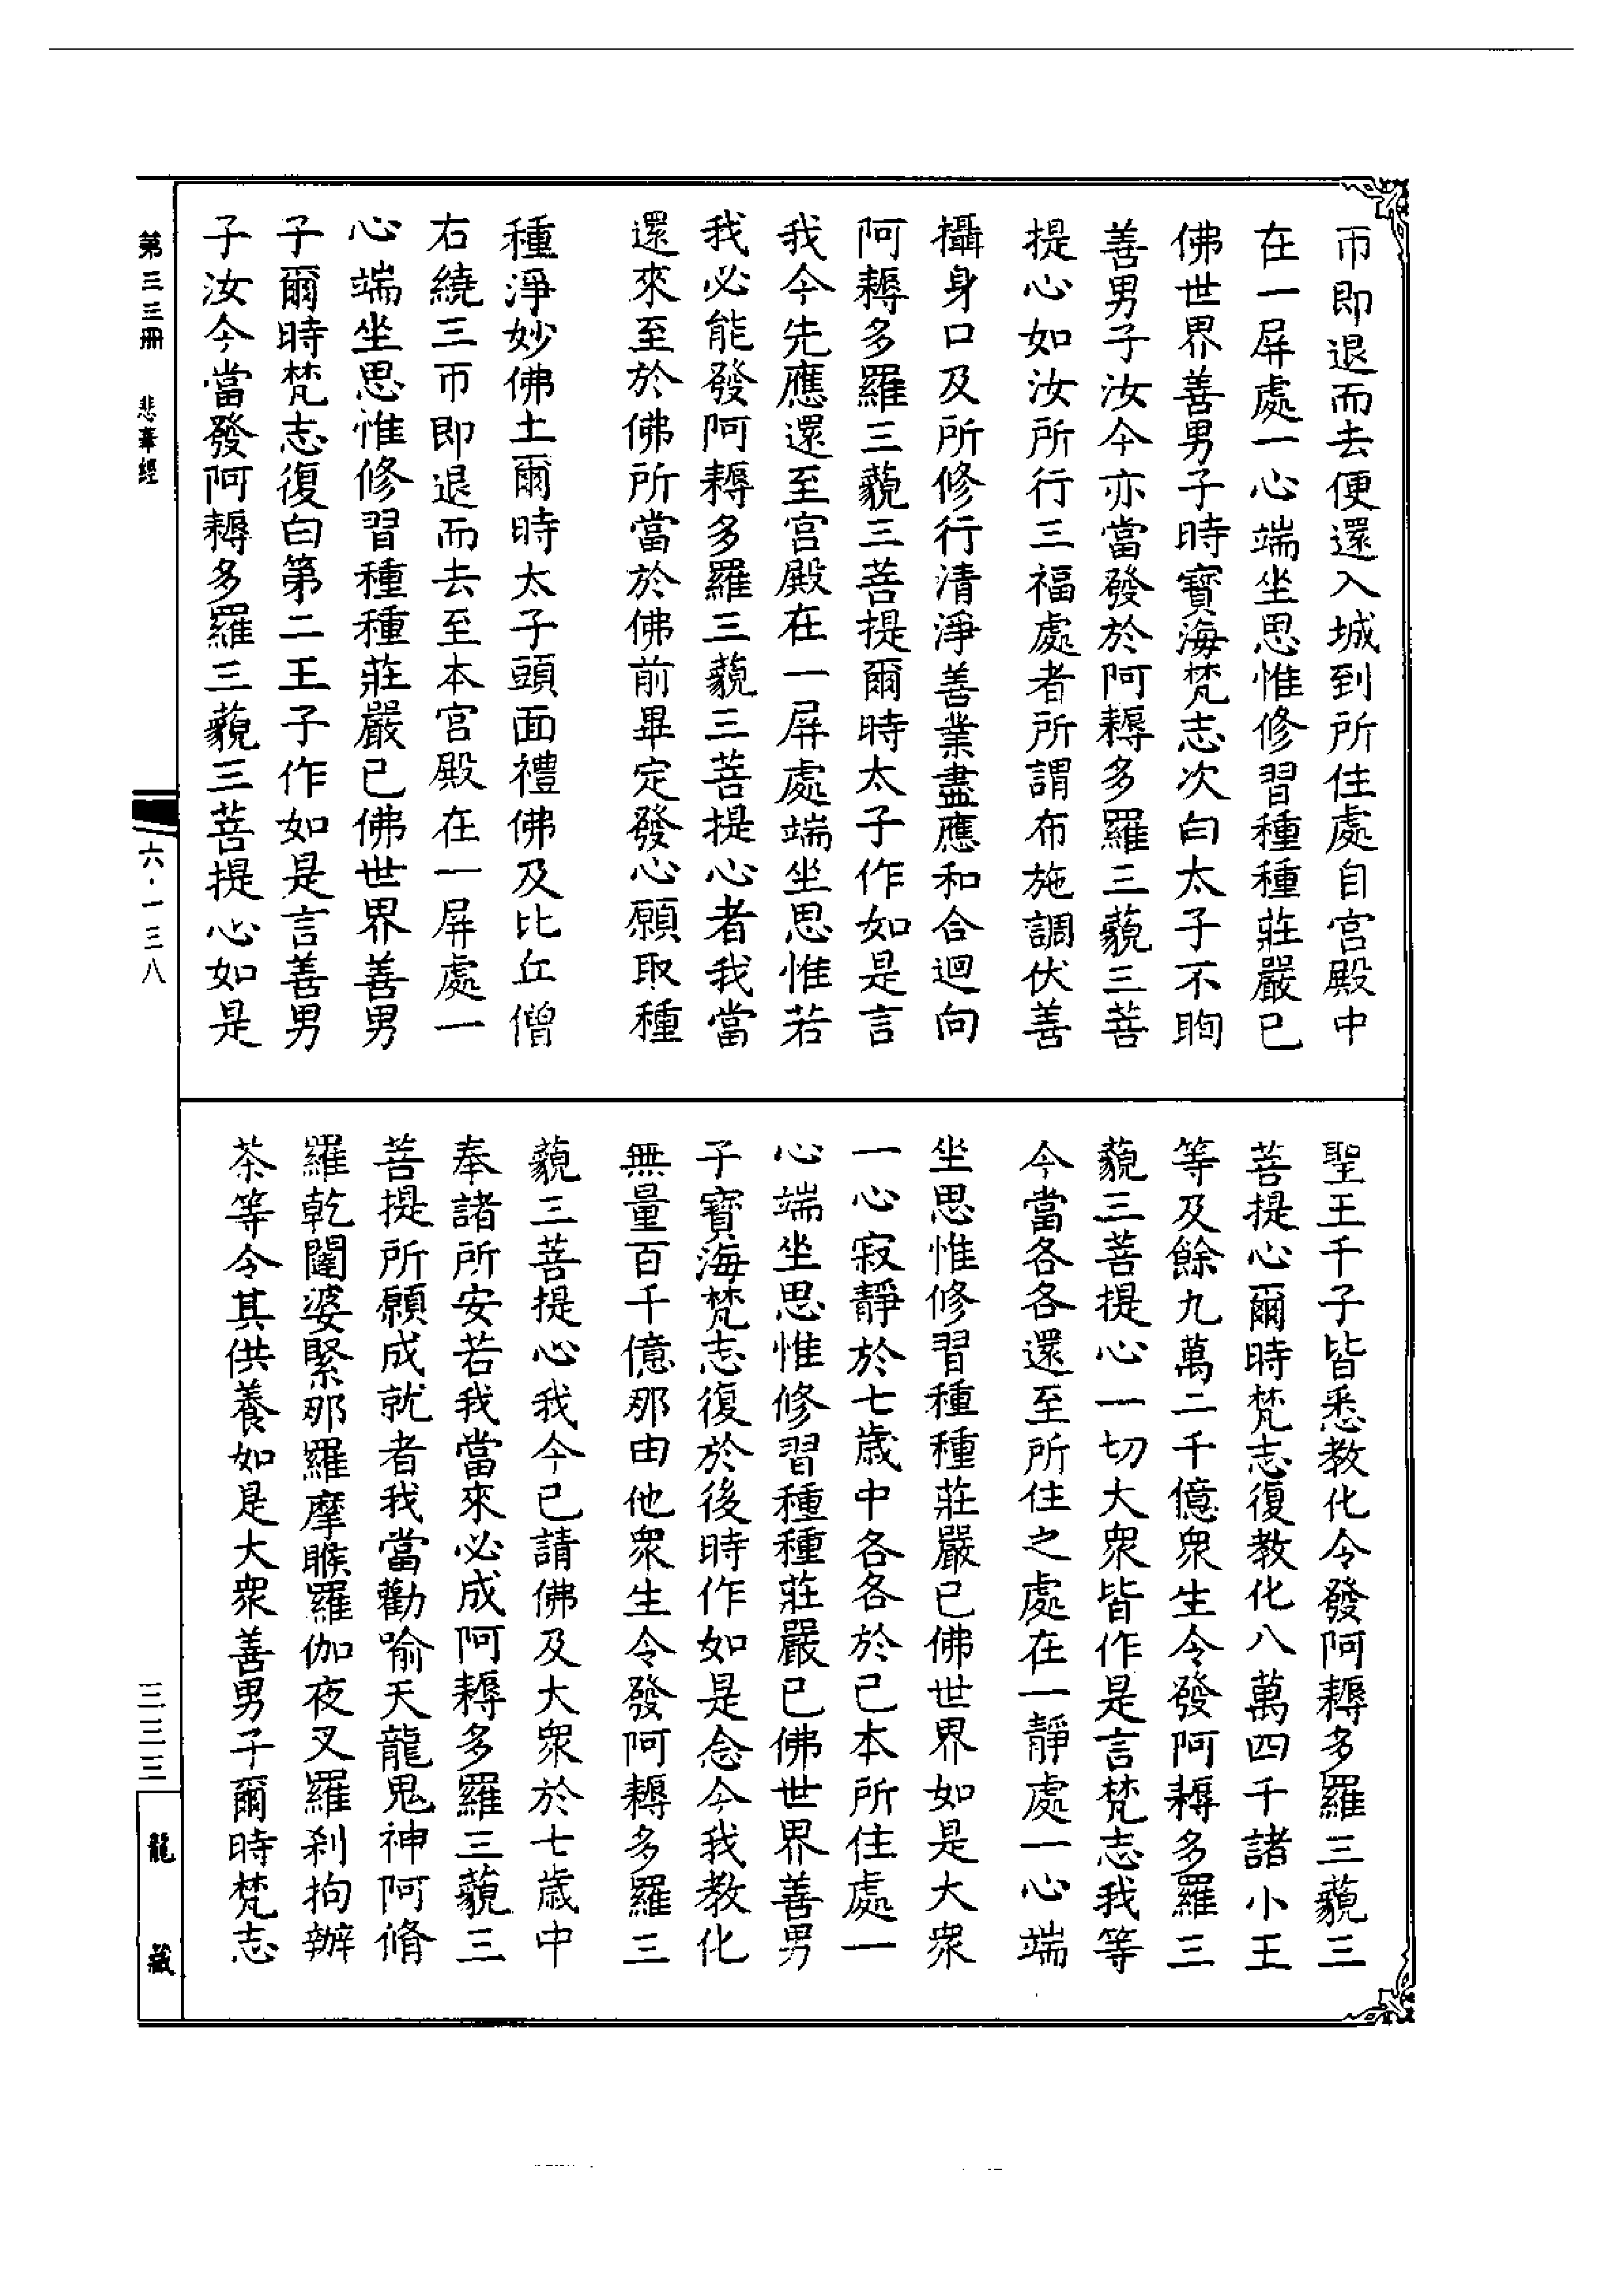 帀即退而去便還入城到所住處自宮殿中
在一屏處一心端坐思惟修習種種莊嚴已
佛世界善男子時寶海梵志次白太子不眴
善男子汝今亦當發於阿耨多羅三藐三菩
提心如汝所行三福處者所謂布施調伏善
攝身口及所修行清淨善業盡應和合迴向
阿耨多羅三藐三菩提爾時太子作如是言
我今先應還至宮殿在一屏處端坐思惟若
我必能發阿耨多羅三藐三菩提心者我當
還來至於佛所當於佛前畢定發心願取種
種淨妙佛土爾時太子頭面禮佛及比丘僧
右繞三帀即退而去至本宮殿在一屏處一
心端坐思惟修習種種莊嚴已佛世界善男
子爾時梵志復白第二王子作如是言善男
子汝今當發阿耨多羅三藐三菩提心如是
聖王千子皆悉教化令發阿耨多羅三藐三
菩提心爾時梵志復教化八萬四千諸小王
等及餘九萬二千億衆生令發阿耨多羅三
藐三菩提心一切大衆皆作是言梵志我等
今當各各還至所住之處在一靜處一心端
坐思惟修習種種莊嚴已佛世界如是大衆
一心寂靜於七歲中各各於已本所住處一
心端坐思惟修習種種莊嚴已佛世界善男
子寶海梵志復於後時作如是念今我教化
無量百千億那由他衆生令發阿耨多羅三
藐三菩提心我今已請佛及大衆於七歲中
奉諸所安若我當來必成阿耨多羅三藐三
菩提所願成就者我當勸喻天龍鬼神阿脩
羅乾闥婆緊那羅摩睺羅伽夜叉羅剎拘辦
茶等令其供養如是大衆善男子爾時梵志
第三三冊 悲華經
六·一三八
三三三
龍藏